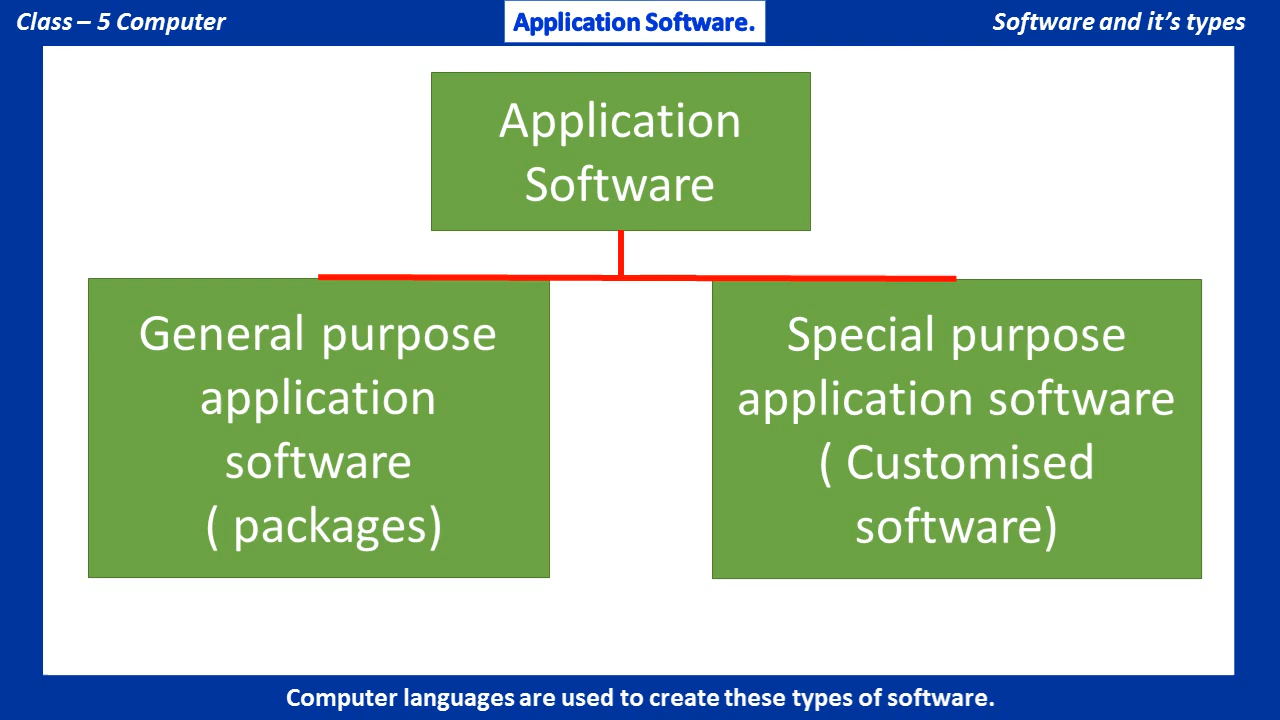 Class – 5 Computer
Application Software.
Software and it’s types
Application
Software
General purpose
application
software
( packages)
Special purpose
application software
( Customised
software)
Computer languages are used to create these types of software.